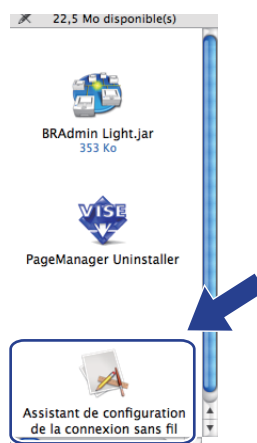 22,5 Mo disponible(s)
BRAdmin Light.jar
353 Ko
VISE
PageManager Uninstaller
Assistant de configuration
de la connexion sans fil